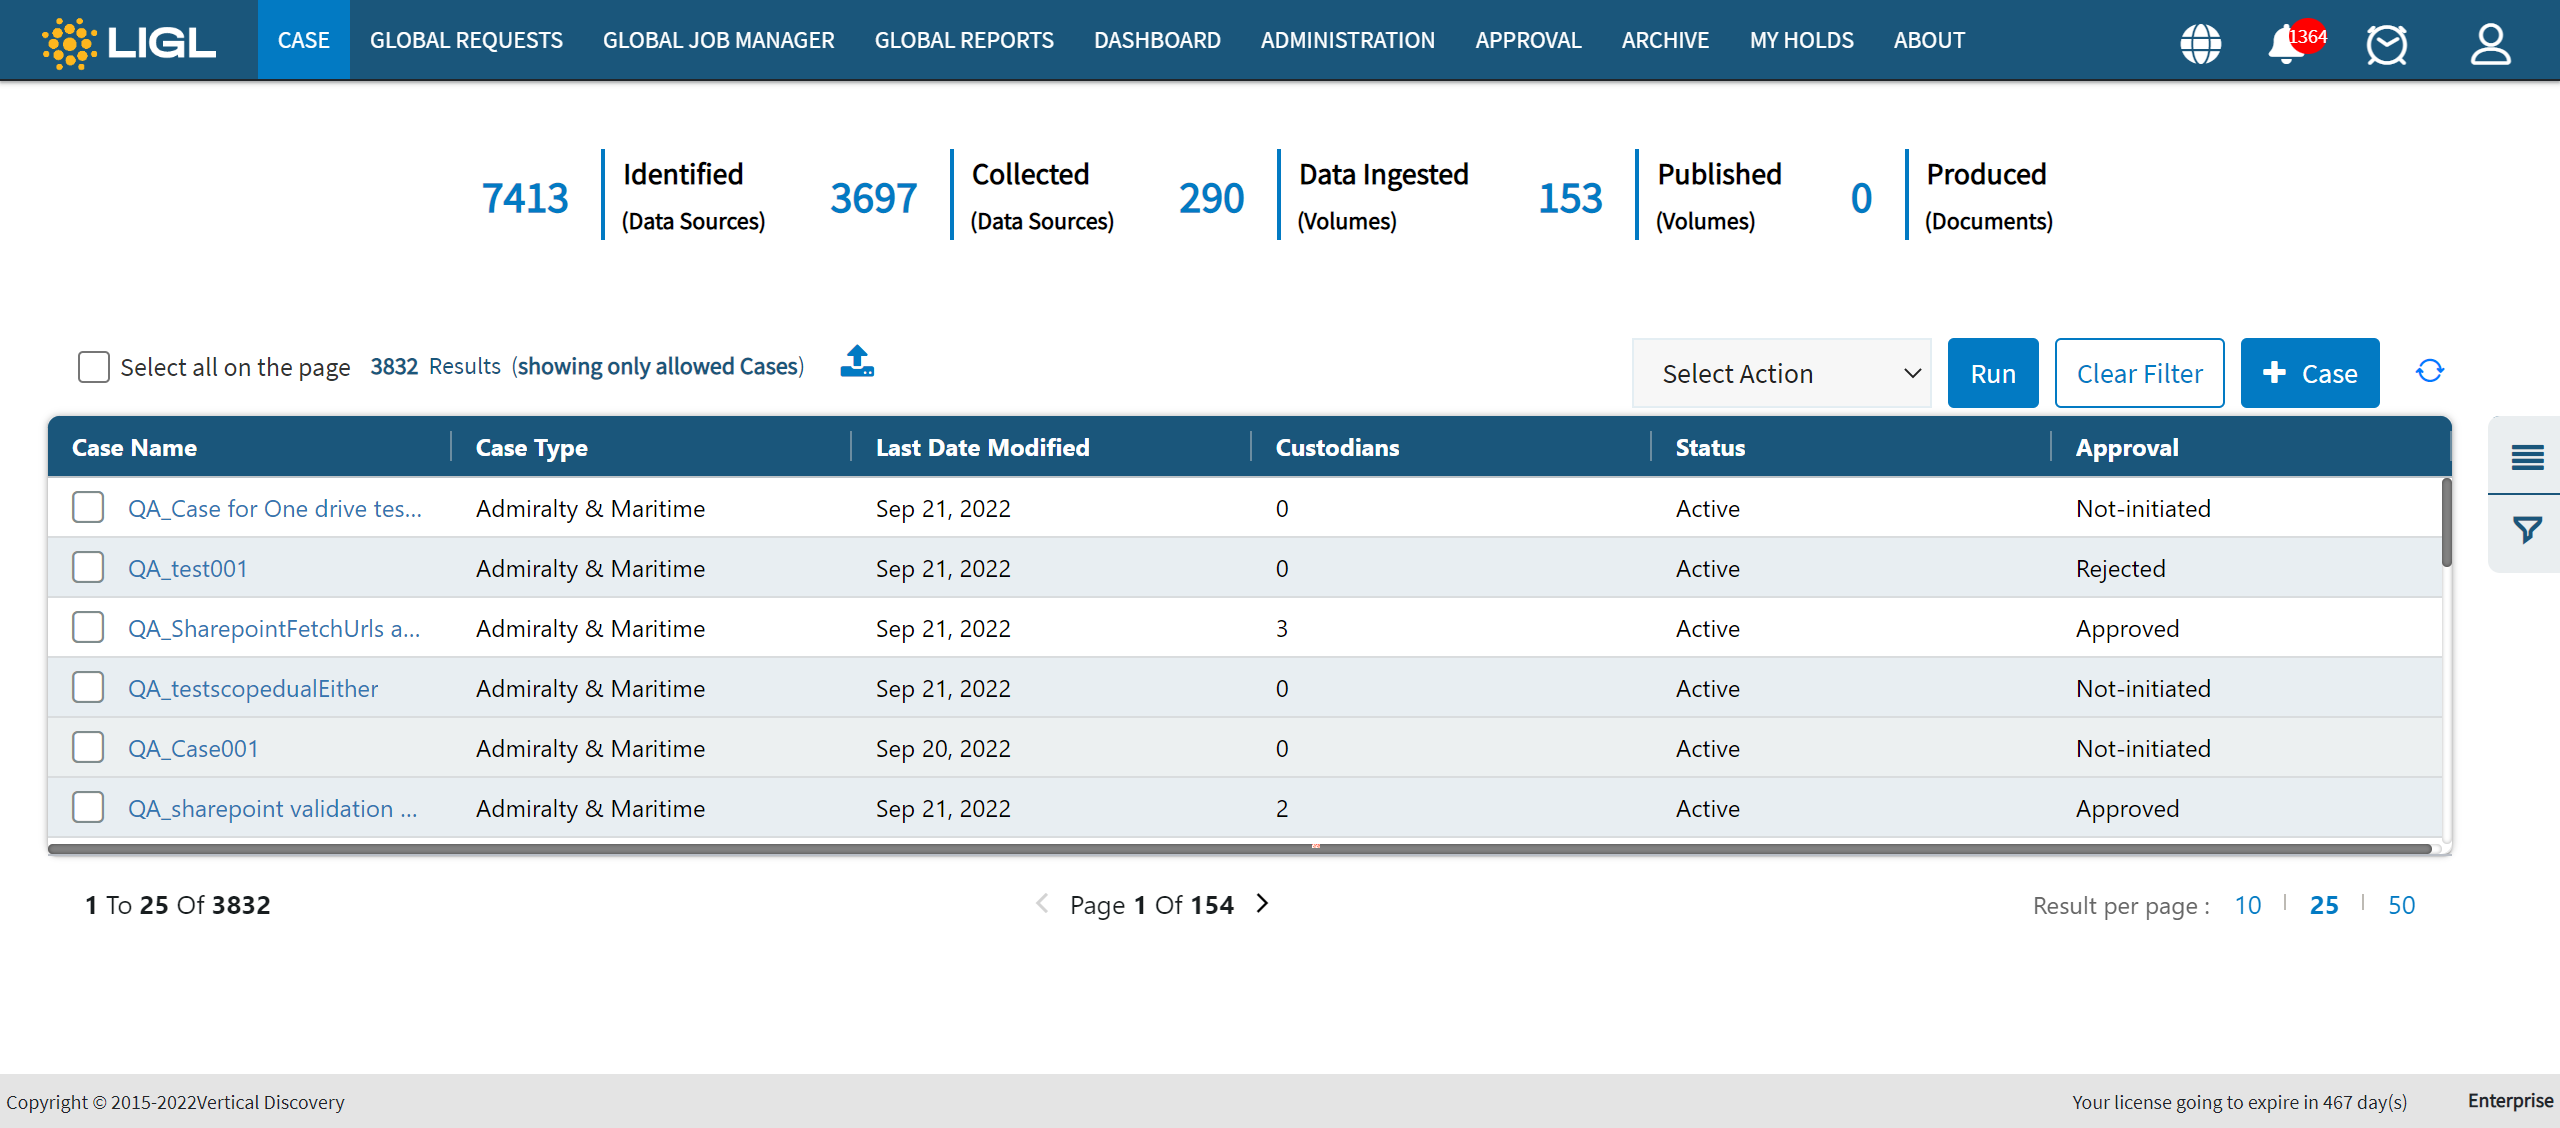 LIGL CASE GLOBAL REQUESTS GLOBAL JOB MANAGER GLOBAL REPORTS DASHBOARD ADMINISTRATION APPROVAL ARCHIVE MY HOLDS ABOUT 1364
7413 Identified (Data Sources)
3697 Collected (Data Sources)
290 Data Ingested (Volumes)
153 Published (Volumes)
0 Produced (Documents)
Select all on the page 3832 Results (showing only allowed Cases) Select Action Run Clear Filter + Case
Case Name Case Type Last Date Modified Custodians Status Approval
QA_Case for One drive tes... Admiralty & Maritime Sep 21, 2022 0 Active Not-initiated
QA_test001 Admiralty & Maritime Sep 21, 2022 0 Active Rejected
QA_SharepointFetchUrls a... Admiralty & Maritime Sep 21, 2022 3 Active Approved
QA_testscopedualEither Admiralty & Maritime Sep 21, 2022 0 Active Not-initiated
QA_Case001 Admiralty & Maritime Sep 20, 2022 0 Active Not-initiated
QA_sharepoint validation ... Admiralty & Maritime Sep 21, 2022 2 Active Approved
1 To 25 Of 3832 Page 1 Of 154 Result per page : 10 25 50
Copyright © 2015-2022Vertical Discovery Your license going to expire in 467 day(s) Enterprise